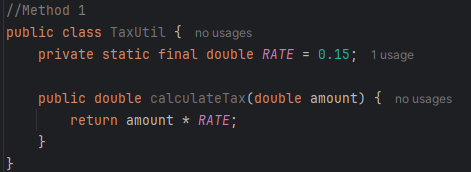 //Method 1
public class TaxUtil { no usages
    private static final double RATE = 0.15; 1 usage
    public double calculateTax(double amount) { no usages
        return amount * RATE;
    }
}